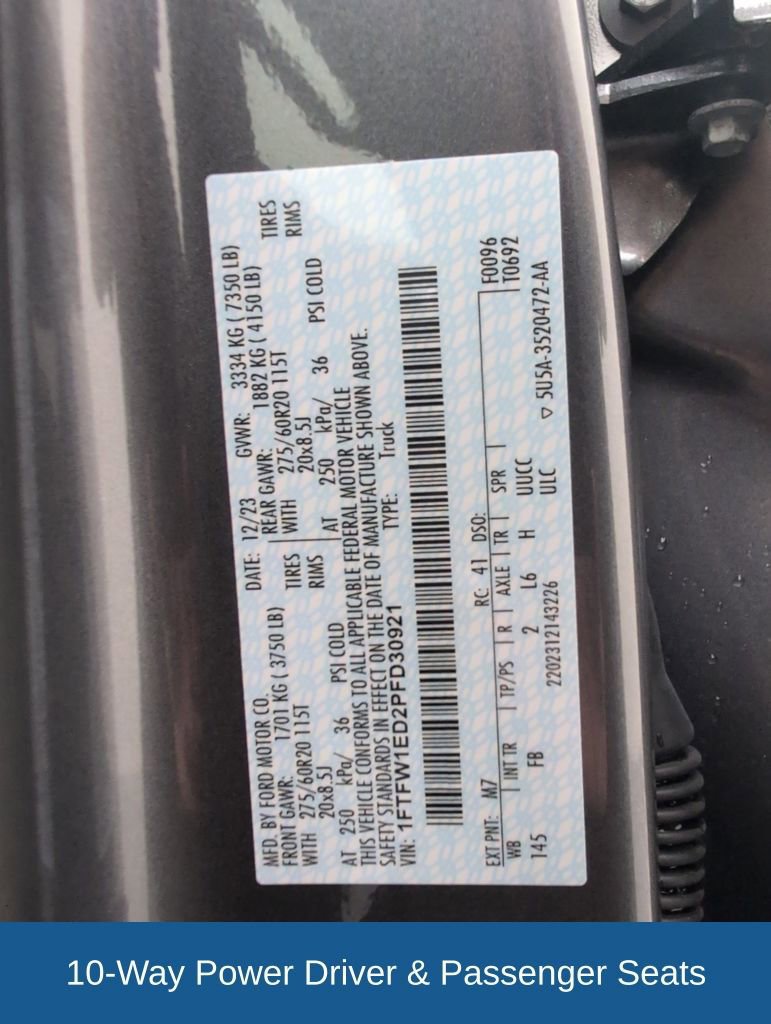 MFD. BY FORD MOTOR CO.
DATE: 12/23 GVWR: 3334 KG ( 7350 LB)
FRONT GAWR: 1701 KG ( 3750 LB) REAR GAWR: 1882 KG ( 4150 LB)
WITH 275/60R20 115T TIRES WITH 275/60R20 115T TIRES
20x8.5J RIMS 20x8.5J RIMS
AT 250 kPa/ 36 PSI COLD AT 250 kPa/ 36 PSI COLD
THIS VEHICLE CONFORMS TO ALL APPLICABLE FEDERAL MOTOR VEHICLE
SAFETY STANDARDS IN EFFECT ON THE DATE OF MANUFACTURE SHOWN ABOVE.
VIN: 1FTFW1ED2PFD30921 TYPE: Truck
EXT PNT: M7 RC: 41 DSO: F0096
WB INT TR TP/PS R AXLE TR SPR T0692
145 FB 2 L6 H UUCC
2202312143226 ULC ▽ 5U5A-3520472-AA
10-Way Power Driver & Passenger Seats